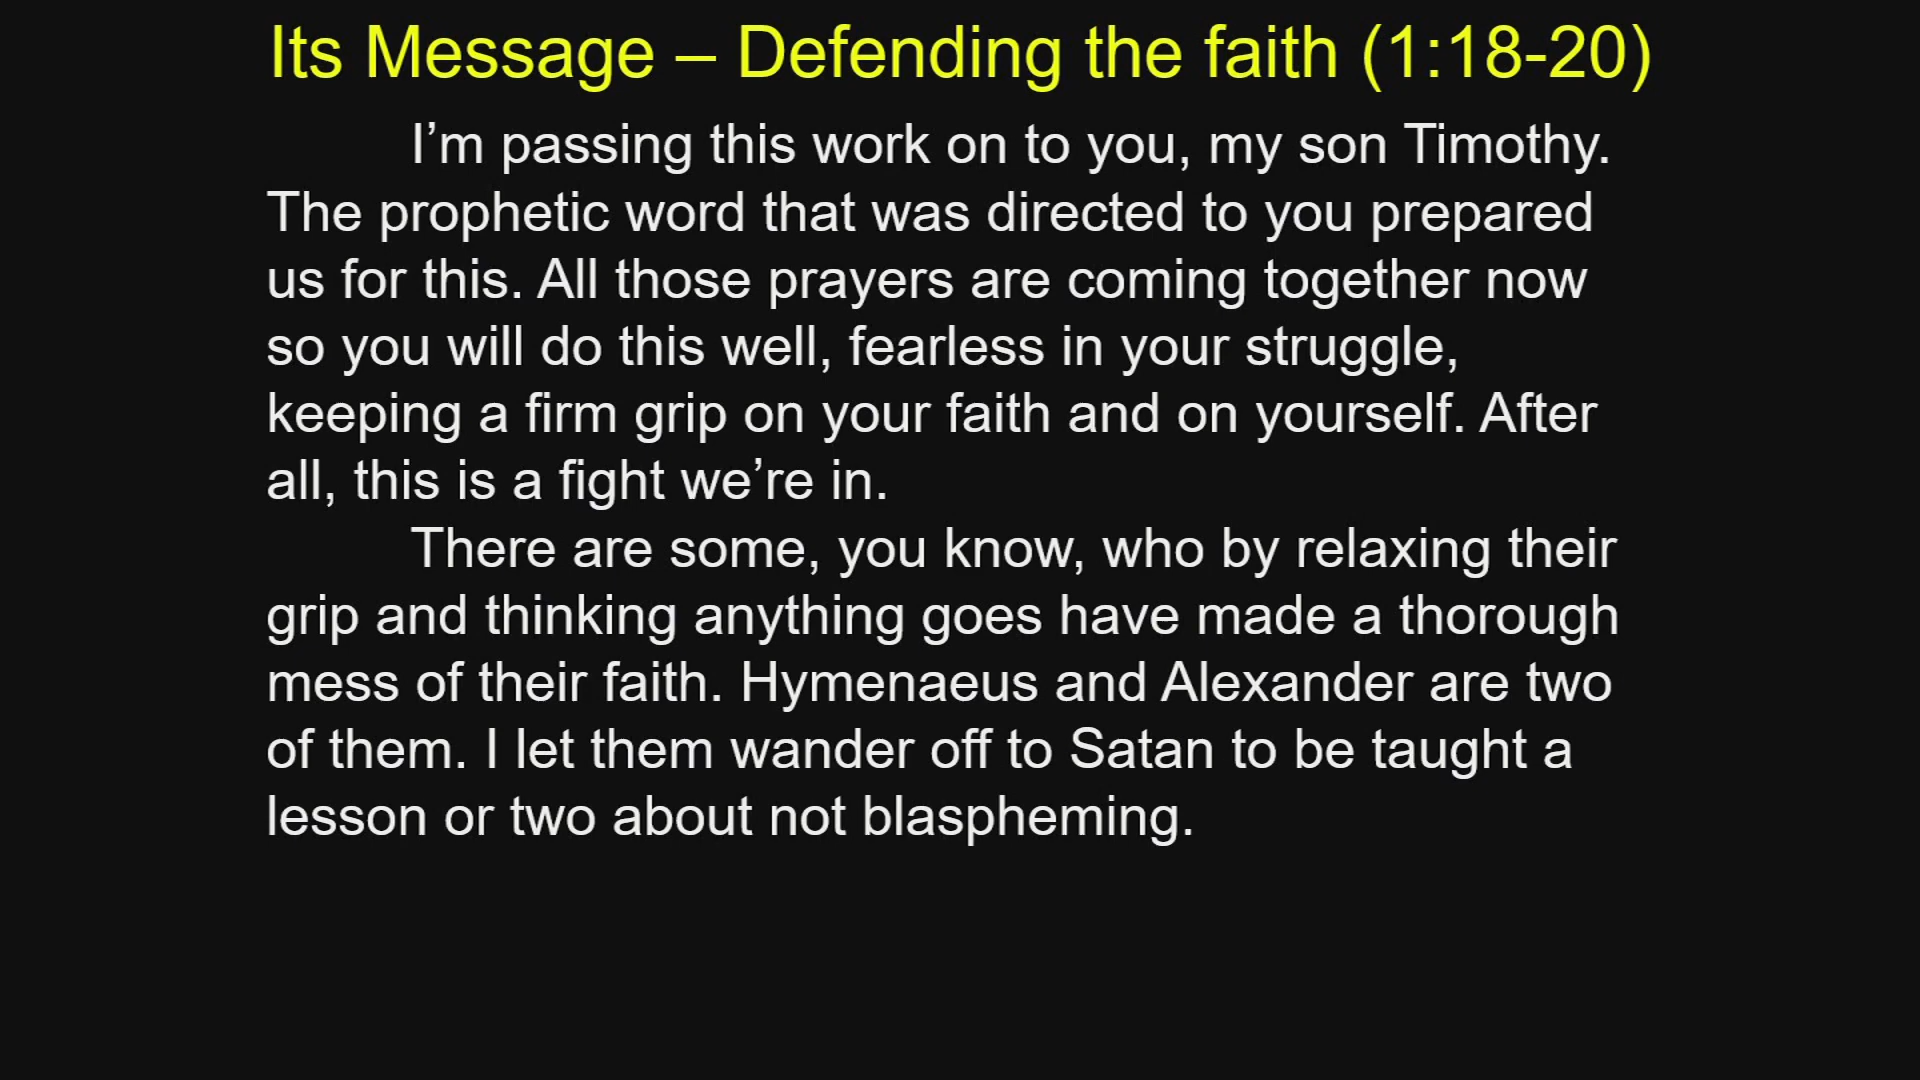 Its Message – Defending the faith (1:18-20)
I’m passing this work on to you, my son Timothy.
The prophetic word that was directed to you prepared
us for this. All those prayers are coming together now
so you will do this well, fearless in your struggle,
keeping a firm grip on your faith and on yourself. After
all, this is a fight we’re in.
There are some, you know, who by relaxing their
grip and thinking anything goes have made a thorough
mess of their faith. Hymenaeus and Alexander are two
of them. I let them wander off to Satan to be taught a
lesson or two about not blaspheming.